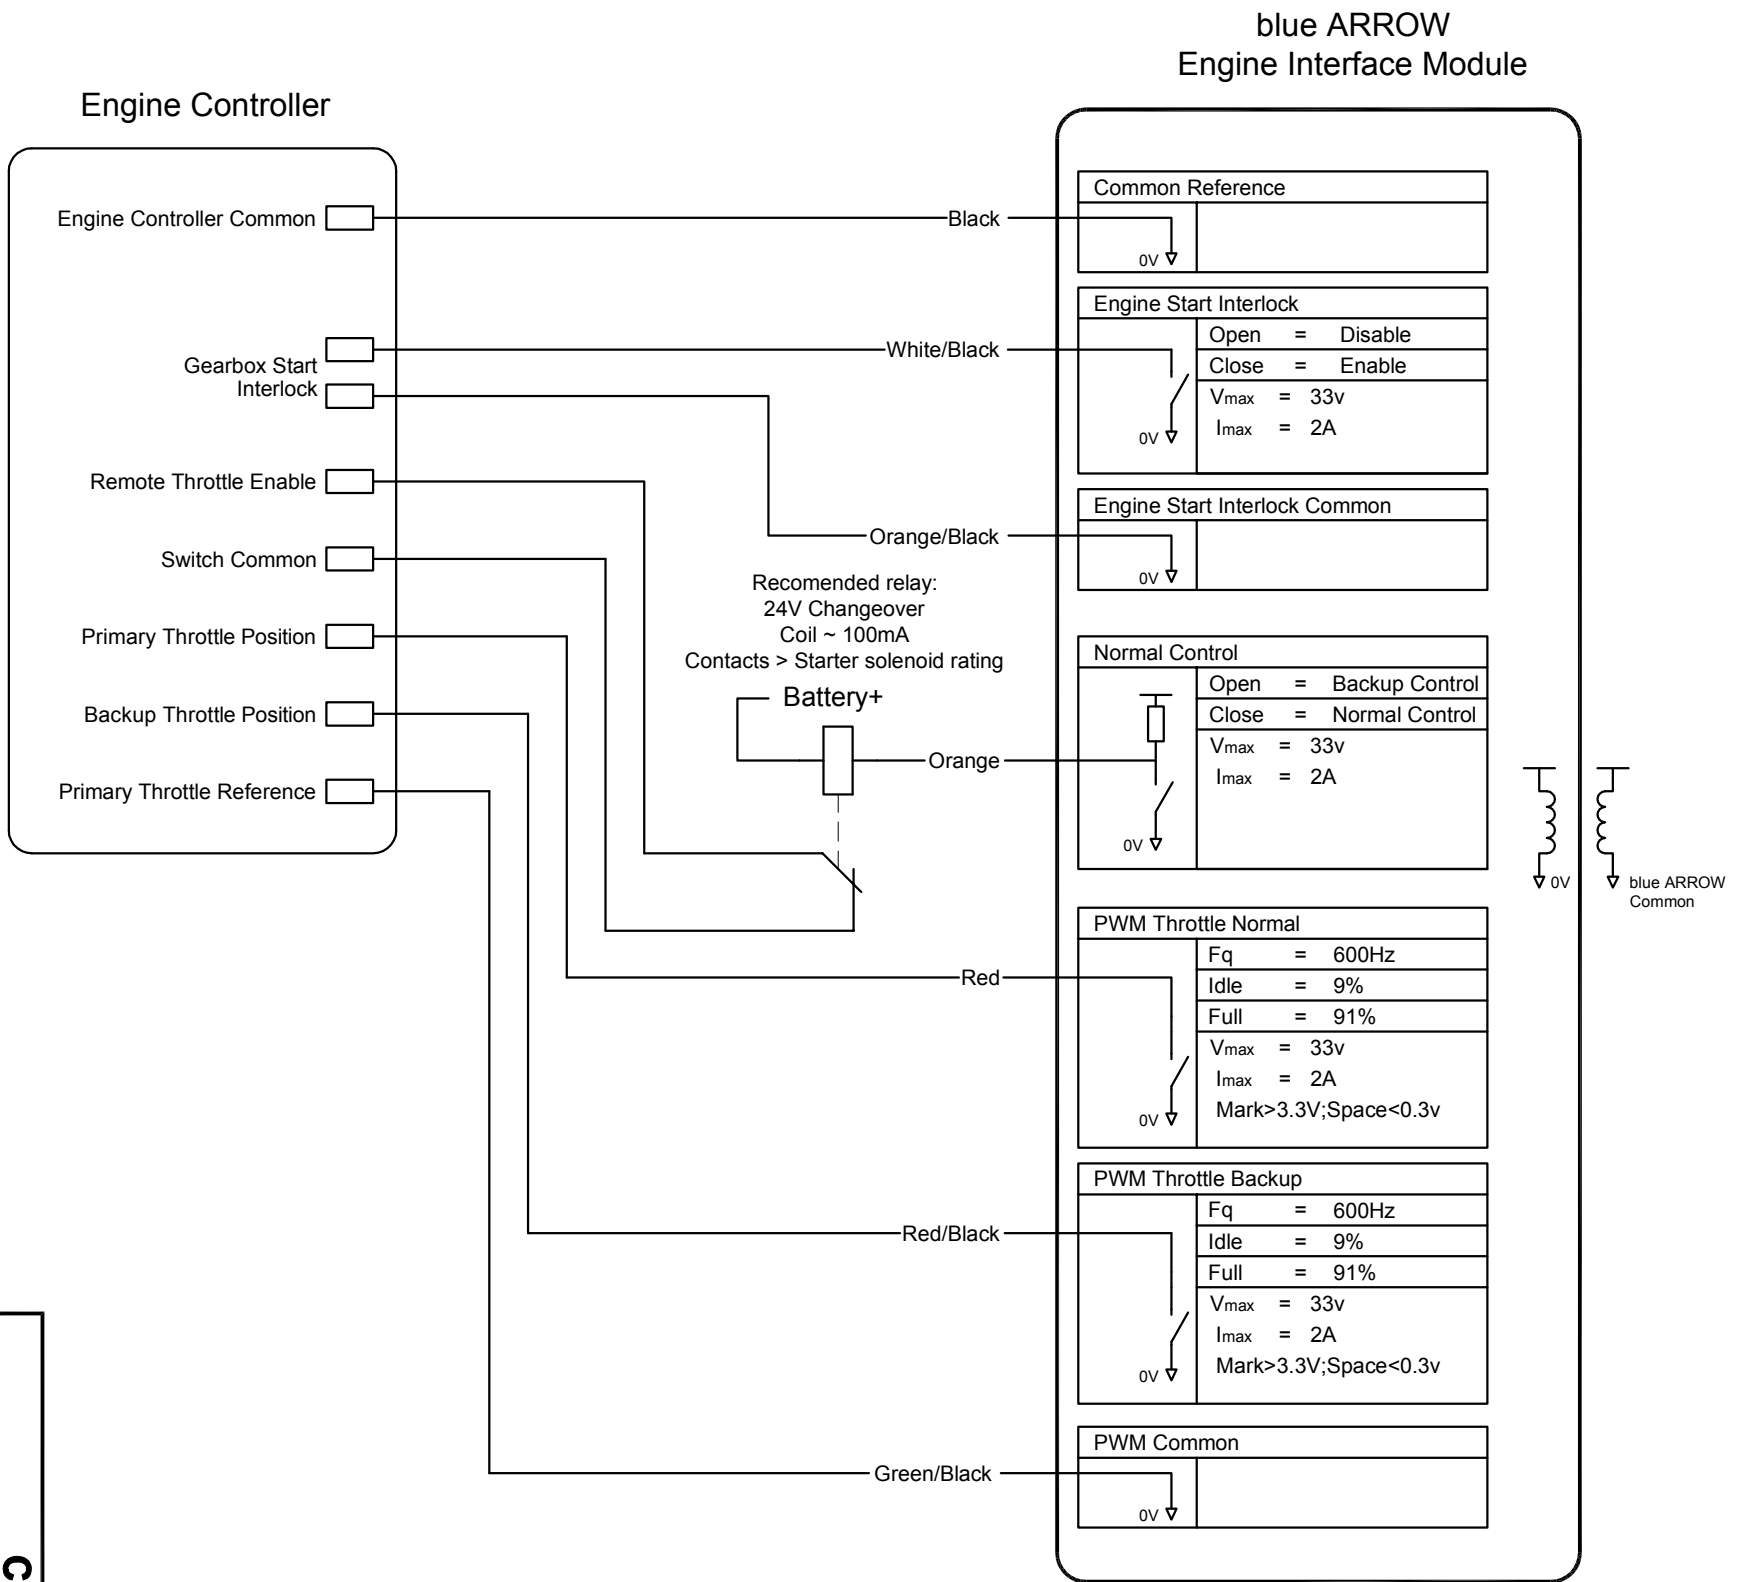 blue ARROW
Engine Interface Module
Engine Controller
Engine Controller Common
Gearbox Start
Interlock
Remote Throttle Enable
Switch Common
Primary Throttle Position
Backup Throttle Position
Primary Throttle Reference
Black
White/Black
Orange/Black
Recomended relay:
24V Changeover
Coil ~ 100mA
Contacts > Starter solenoid rating
Battery+
Orange
Red
Red/Black
Green/Black
Common Reference
0V
Engine Start Interlock
Open = Disable
Close = Enable
Vmax = 33v
Imax = 2A
0V
Engine Start Interlock Common
0V
Normal Control
Open = Backup Control
Close = Normal Control
Vmax = 33v
Imax = 2A
0V
PWM Throttle Normal
Fq = 600Hz
Idle = 9%
Full = 91%
Vmax = 33v
Imax = 2A
Mark>3.3V;Space<0.3v
0V
PWM Throttle Backup
Fq = 600Hz
Idle = 9%
Full = 91%
Vmax = 33v
Imax = 2A
Mark>3.3V;Space<0.3v
0V
PWM Common
0V
0V
blue ARROW
Common
C